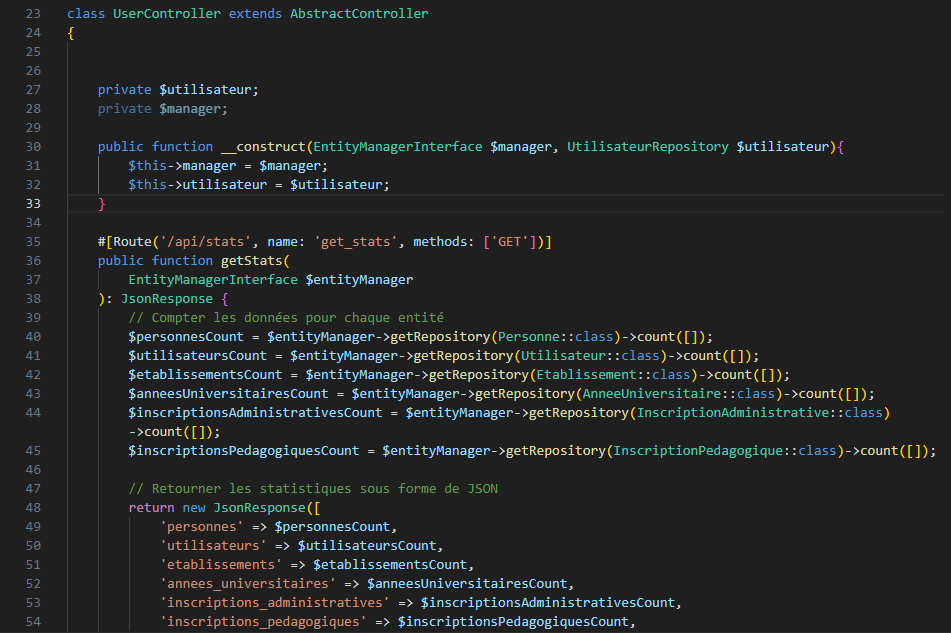 23 class UserController extends AbstractController
24 {
25
26
27 private $utilisateur;
28 private $manager;
29
30 public function __construct(EntityManagerInterface $manager, UtilisateurRepository $utilisateur){
31 $this->manager = $manager;
32 $this->utilisateur = $utilisateur;
33 }
34
35 #[Route('/api/stats', name: 'get_stats', methods: ['GET'])]
36 public function getStats(
37 EntityManagerInterface $entityManager
38 ): JsonResponse {
39 // Compter les données pour chaque entité
40 $personnesCount = $entityManager->getRepository(Personne::class)->count([]);
41 $utilisateursCount = $entityManager->getRepository(Utilisateur::class)->count([]);
42 $etablissementsCount = $entityManager->getRepository(Etablissement::class)->count([]);
43 $anneesUniversitairesCount = $entityManager->getRepository(AnneeUniversitaire::class)->count([]);
44 $inscriptionsAdministrativesCount = $entityManager->getRepository(InscriptionAdministrative::class)
->count([]);
45 $inscriptionsPedagogiquesCount = $entityManager->getRepository(InscriptionPedagogique::class)->count([]);
46
47 // Retourner les statistiques sous forme de JSON
48 return new JsonResponse([
49 'personnes' => $personnesCount,
50 'utilisateurs' => $utilisateursCount,
51 'etablissements' => $etablissementsCount,
52 'annees_universitaires' => $anneesUniversitairesCount,
53 'inscriptions_administratives' => $inscriptionsAdministrativesCount,
54 'inscriptions_pedagogiques' => $inscriptionsPedagogiquesCount,